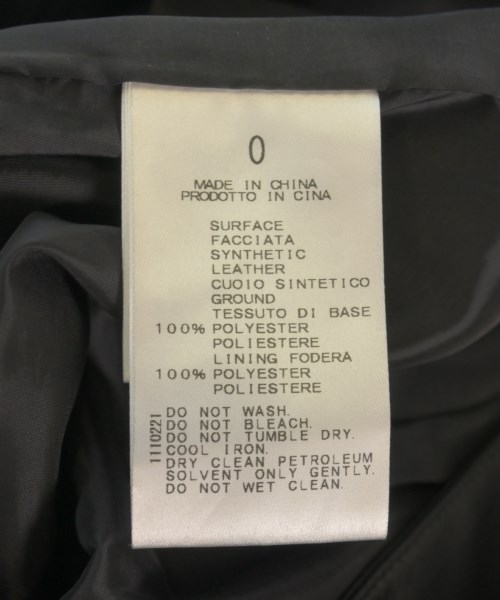 0
MADE IN CHINA
PRODOTTO IN CINA
SURFACE
FACCIATA
SYNTHETIC
LEATHER
CUOIO SINTETICO
GROUND
TESSUTO DI BASE
100% POLYESTER
POLIESTERE
LINING FODERA
100% POLYESTER
POLIESTERE
DO NOT WASH.
DO NOT BLEACH.
DO NOT TUMBLE DRY.
COOL IRON.
DRY CLEAN PETROLEUM
SOLVENT ONLY GENTLY.
DO NOT WET CLEAN.
1110221